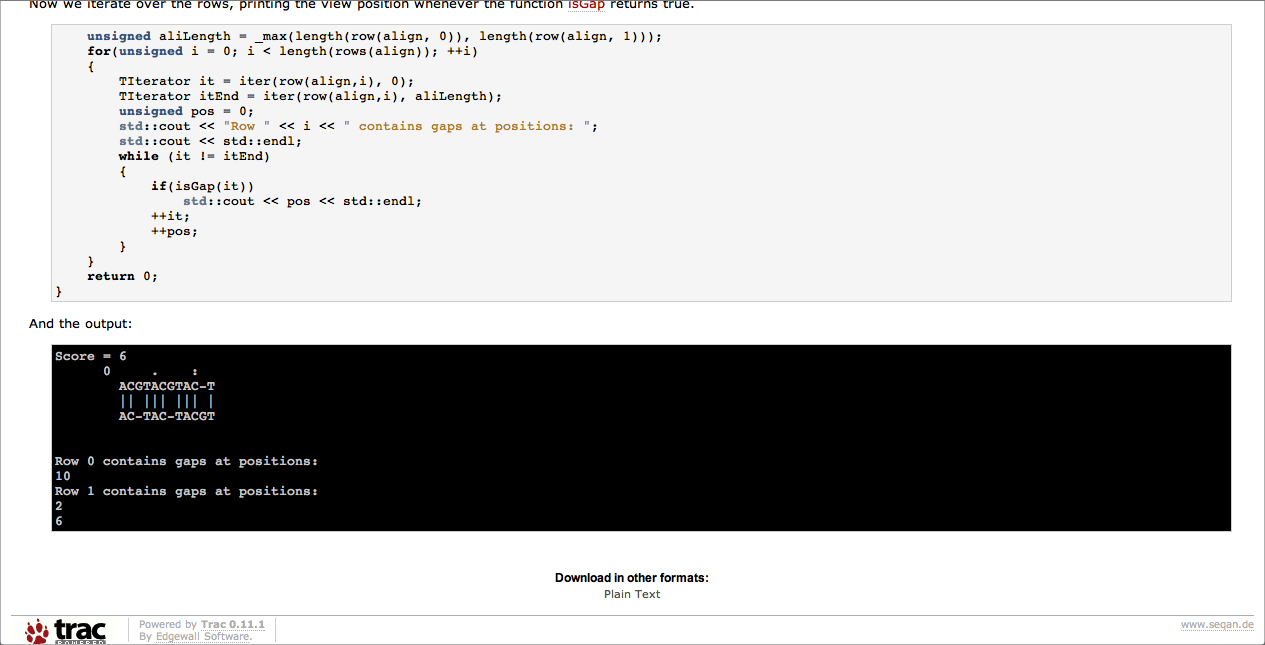 Now we iterate over the rows, printing the view position whenever the function isGap returns true.
unsigned aliLength = _max(length(row(align, 0)), length(row(align, 1)));
for(unsigned i = 0; i < length(rows(align)); ++i)
{
TIterator it = iter(row(align,i), 0);
TIterator itEnd = iter(row(align,i), aliLength);
unsigned pos = 0;
std::cout << "Row " << i << " contains gaps at positions: ";
std::cout << std::endl;
while (it != itEnd)
{
if(isGap(it))
std::cout << pos << std::endl;
++it;
++pos;
}
}
return 0;
}
And the output:
Score = 6
0 . :
ACGTACGTAC-T
|| ||| ||| |
AC-TAC-TACGT
Row 0 contains gaps at positions:
10
Row 1 contains gaps at positions:
2
6
Download in other formats:
Plain Text
trac
POWERED
Powered by Trac 0.11.1
By Edgewall Software.
www.seqan.de